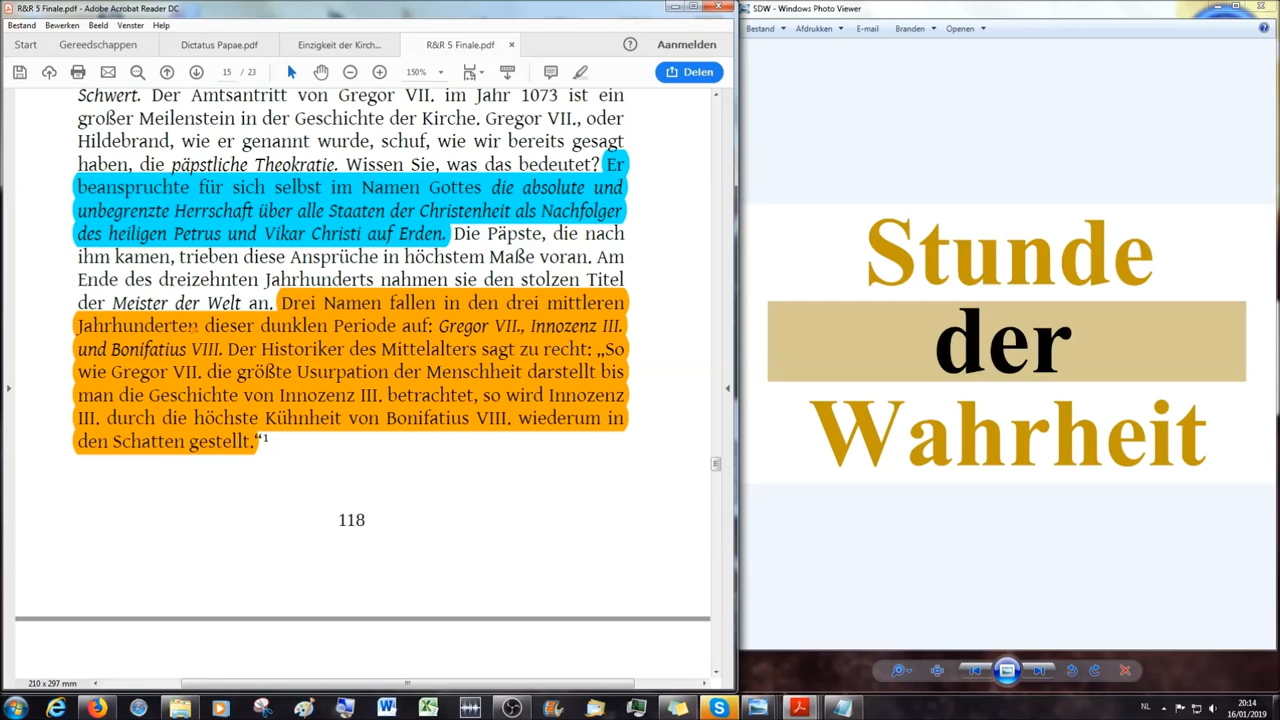 R&R 5 Finale.pdf - Adobe Acrobat Reader DC
Bestand Bewerken Beeld Venster Help
Start Gereedschappen Dictatus Papae.pdf Einzigkeit der Kirch... R&R 5 Finale.pdf × Aanmelden
15 / 23 150% Delen
Schwert. Der Amtsantritt von Gregor VII. im Jahr 1073 ist ein
großer Meilenstein in der Geschichte der Kirche. Gregor VII., oder
Hildebrand, wie er genannt wurde, schuf, wie wir bereits gesagt
haben, die päpstliche Theokratie. Wissen Sie, was das bedeutet? Er
beanspruchte für sich selbst im Namen Gottes die absolute und
unbegrenzte Herrschaft über alle Staaten der Christenheit als Nachfolger
des heiligen Petrus und Vikar Christi auf Erden. Die Päpste, die nach
ihm kamen, trieben diese Ansprüche in höchstem Maße voran. Am
Ende des dreizehnten Jahrhunderts nahmen sie den stolzen Titel
der Meister der Welt an. Drei Namen fallen in den drei mittleren
Jahrhunderten dieser dunklen Periode auf: Gregor VII., Innozenz III.
und Bonifatius VIII. Der Historiker des Mittelalters sagt zu recht: „So
wie Gregor VII. die größte Usurpation der Menschheit darstellt bis
man die Geschichte von Innozenz III. betrachtet, so wird Innozenz
III. durch die höchste Kühnheit von Bonifatius VIII. wiederum in
den Schatten gestellt.“¹
118
210 x 297 mm
SDW - Windows Photo Viewer
Bestand Afdrukken E-mail Branden Openen
Stunde
der
Wahrheit
NL
20:14
16/01/2019